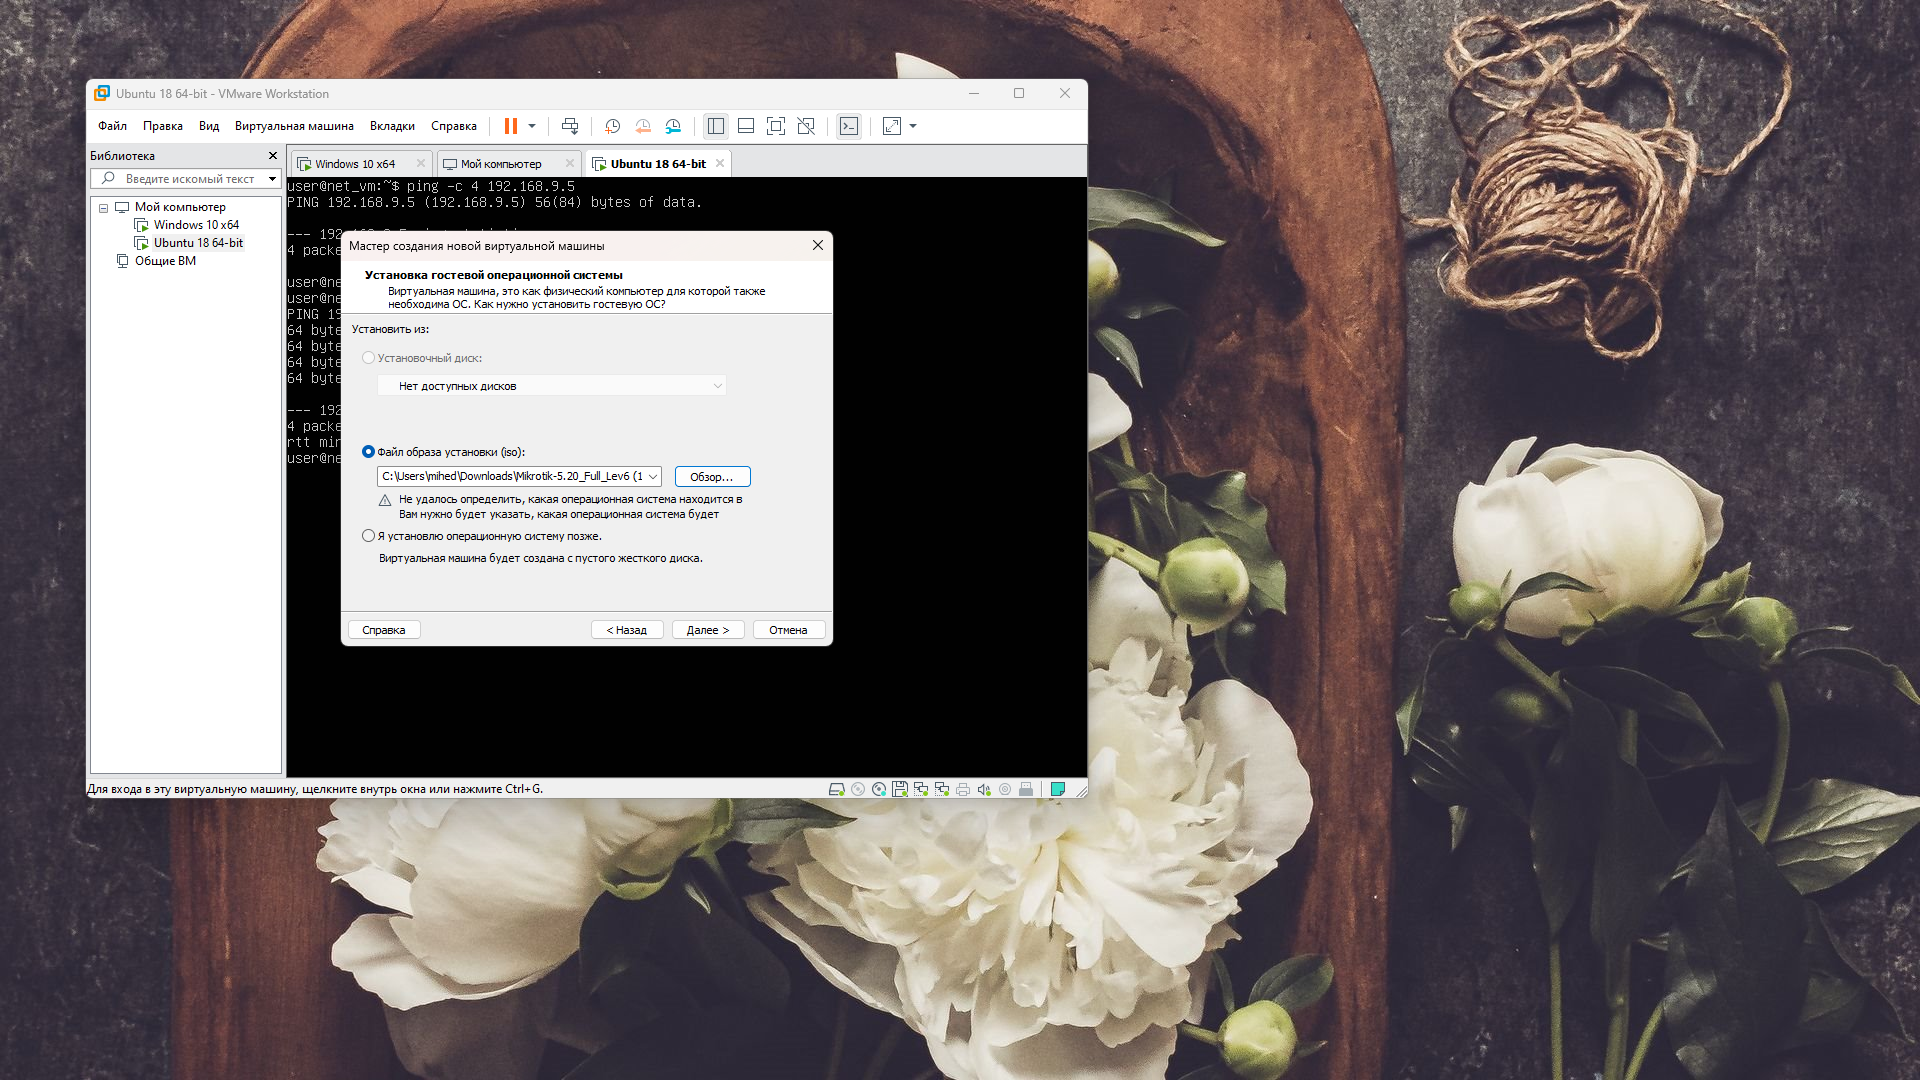 Ubuntu 18 64-bit - VMware Workstation
Файл Правка Вид Виртуальная машина Вкладки Справка
Библиотека
Введите искомый текст
Мой компьютер
Windows 10 x64
Ubuntu 18 64-bit
Общие ВМ
Windows 10 x64 Мой компьютер Ubuntu 18 64-bit
user@net_vm:~$ ping -c 4 192.168.9.5
PING 192.168.9.5 (192.168.9.5) 56(84) bytes of data.
--- 192
4 packe
user@ne
user@ne
PING 19
64 byte
64 byte
64 byte
64 byte
--- 192
4 packe
rtt min
user@ne
Мастер создания новой виртуальной машины
Установка гостевой операционной системы
Виртуальная машина, это как физический компьютер для которой также
необходима ОС. Как нужно установить гостевую ОС?
Установить из:
Установочный диск:
Нет доступных дисков
Файл образа установки (iso):
C:\Users\mihed\Downloads\Mikrotik-5.20_Full_Lev6 (1
Обзор...
Не удалось определить, какая операционная система находится в
Вам нужно будет указать, какая операционная система будет
Я установлю операционную систему позже.
Виртуальная машина будет создана с пустого жесткого диска.
Справка < Назад Далее > Отмена
Для входа в эту виртуальную машину, щелкните внутрь окна или нажмите Ctrl+G.